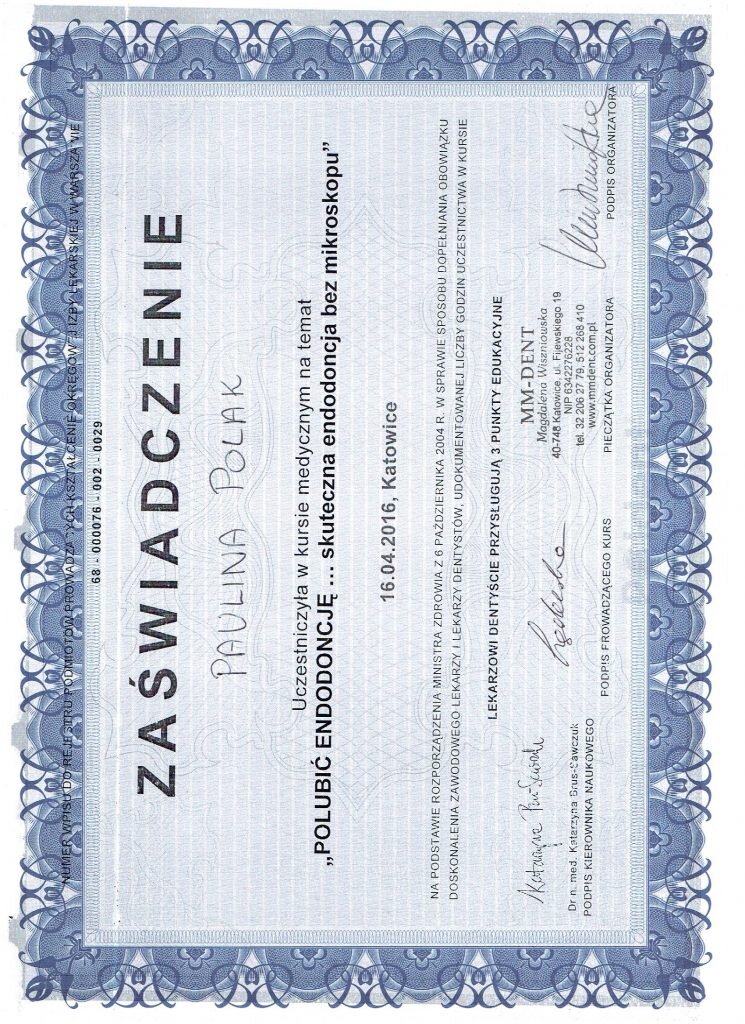 NUMER WPISU DO REJESTRU PODMIOTÓW PROWADZĄCYCH KSZTAŁCENIE OKRĘGOWEJ IZBY LEKARSKIEJ W WARSZAWIE
68 - 000076 - 002 - 0029
ZAŚWIADCZENIE
PAULINA POLAK
Uczestniczyła w kursie medycznym na temat
„POLUBIĆ ENDODONCJĘ ... skuteczna endodoncja bez mikroskopu”
16.04.2016, Katowice
NA PODSTAWIE ROZPORZĄDZENIA MINISTRA ZDROWIA Z 6 PAŹDZIERNIKA 2004 R. W SPRAWIE SPOSOBU DOPEŁNIANIA OBOWIĄZKU
DOSKONALENIA ZAWODOWEGO LEKARZY I LEKARZY DENTYSTÓW, UDOKUMENTOWANEJ LICZBY GODZIN UCZESTNICTWA W KURSIE
LEKARZOWI DENTYŚCIE PRZYSŁUGUJĄ 3 PUNKTY EDUKACYJNE
Dr n. med. Katarzyna Brus-Sawczuk
PODPIS KIEROWNIKA NAUKOWEGO
PODPIS PROWADZĄCEGO KURS
MM-DENT
Magdalena Wiszniowska
40-748 Katowice, ul. Fijewskiego 19
NIP 6342276228
tel. 32 206 27 79, 512 268 410
www.mmdent.com.pl
PIECZĄTKA ORGANIZATORA
PODPIS ORGANIZATORA